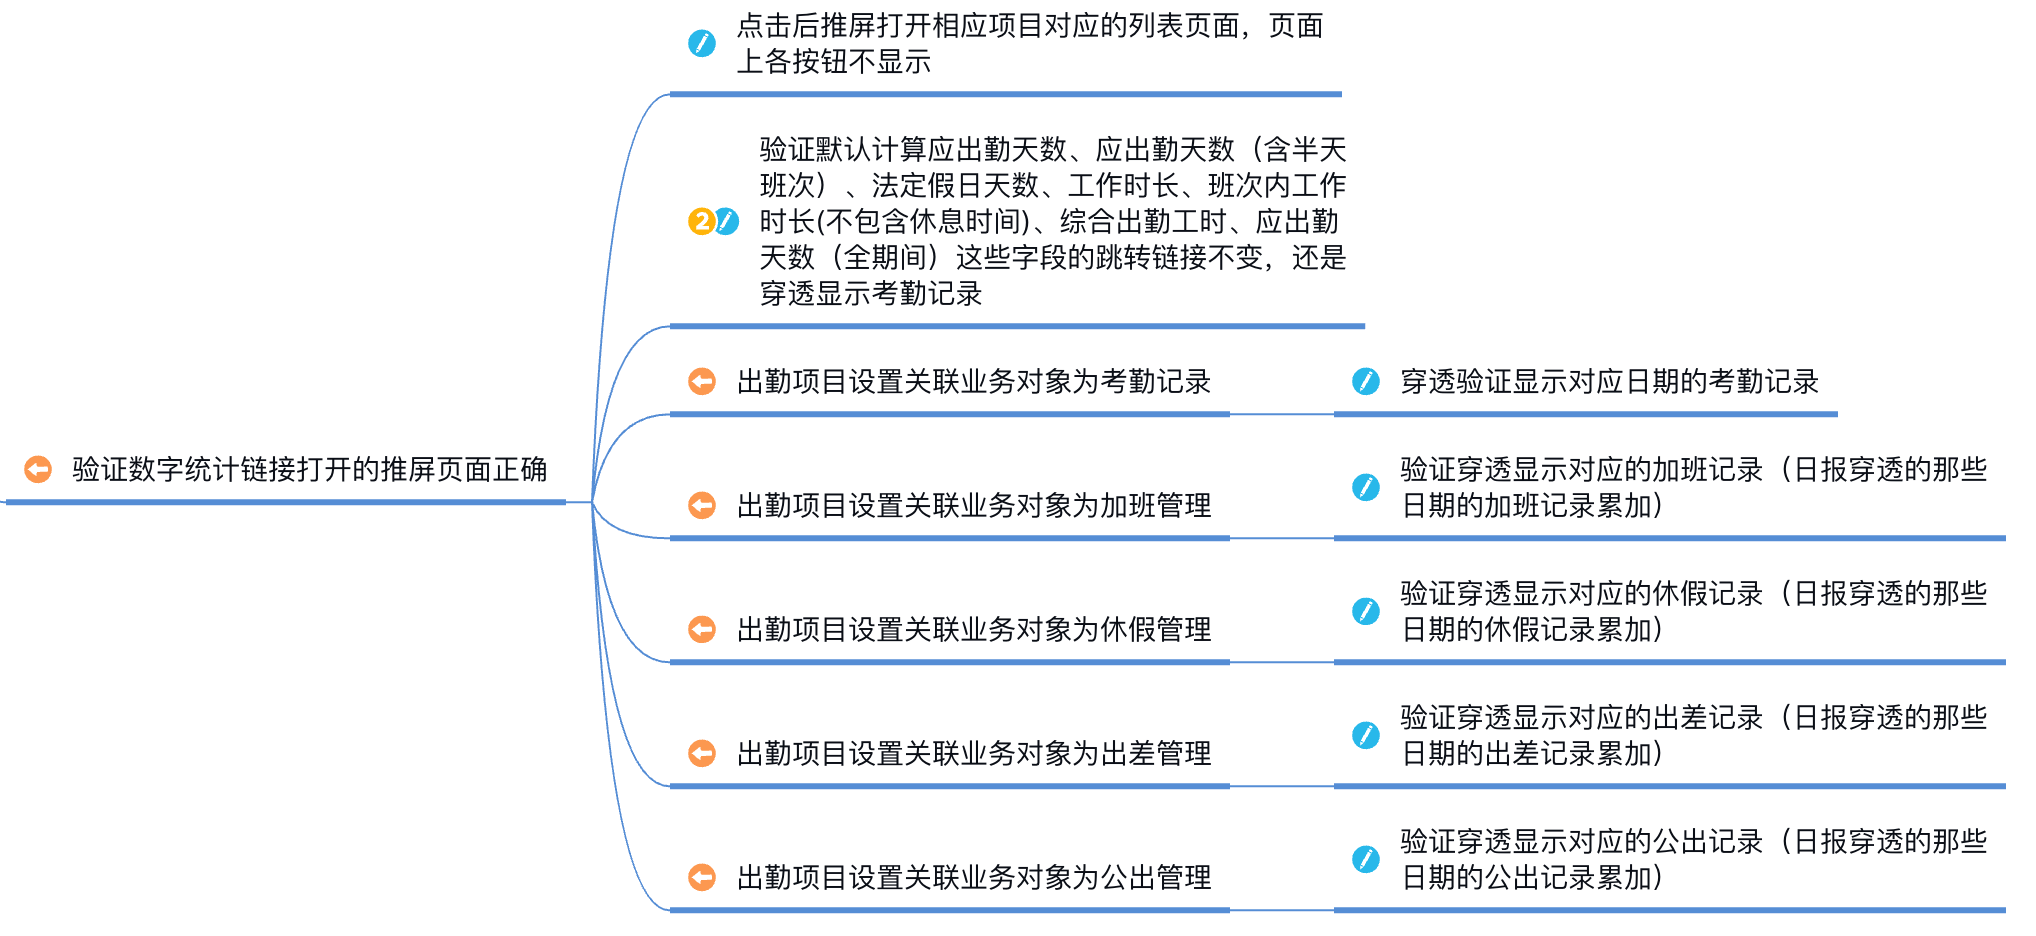 点击后推屏打开相应项目对应的列表页面，页面
上各按钮不显示
2
验证默认计算应出勤天数、应出勤天数（含半天
班次）、法定假日天数、工作时长、班次内工作
时长(不包含休息时间)、综合出勤工时、应出勤
天数（全期间）这些字段的跳转链接不变，还是
穿透显示考勤记录
出勤项目设置关联业务对象为考勤记录
穿透验证显示对应日期的考勤记录
验证数字统计链接打开的推屏页面正确
出勤项目设置关联业务对象为加班管理
验证穿透显示对应的加班记录（日报穿透的那些
日期的加班记录累加）
出勤项目设置关联业务对象为休假管理
验证穿透显示对应的休假记录（日报穿透的那些
日期的休假记录累加）
出勤项目设置关联业务对象为出差管理
验证穿透显示对应的出差记录（日报穿透的那些
日期的出差记录累加）
出勤项目设置关联业务对象为公出管理
验证穿透显示对应的公出记录（日报穿透的那些
日期的公出记录累加）